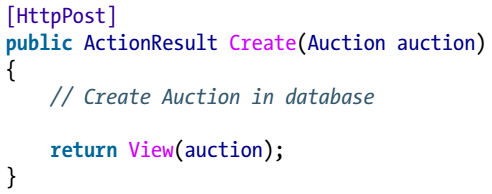 [HttpPost]
public ActionResult Create(Auction auction)
{
    // Create Auction in database
    return View(auction);
}